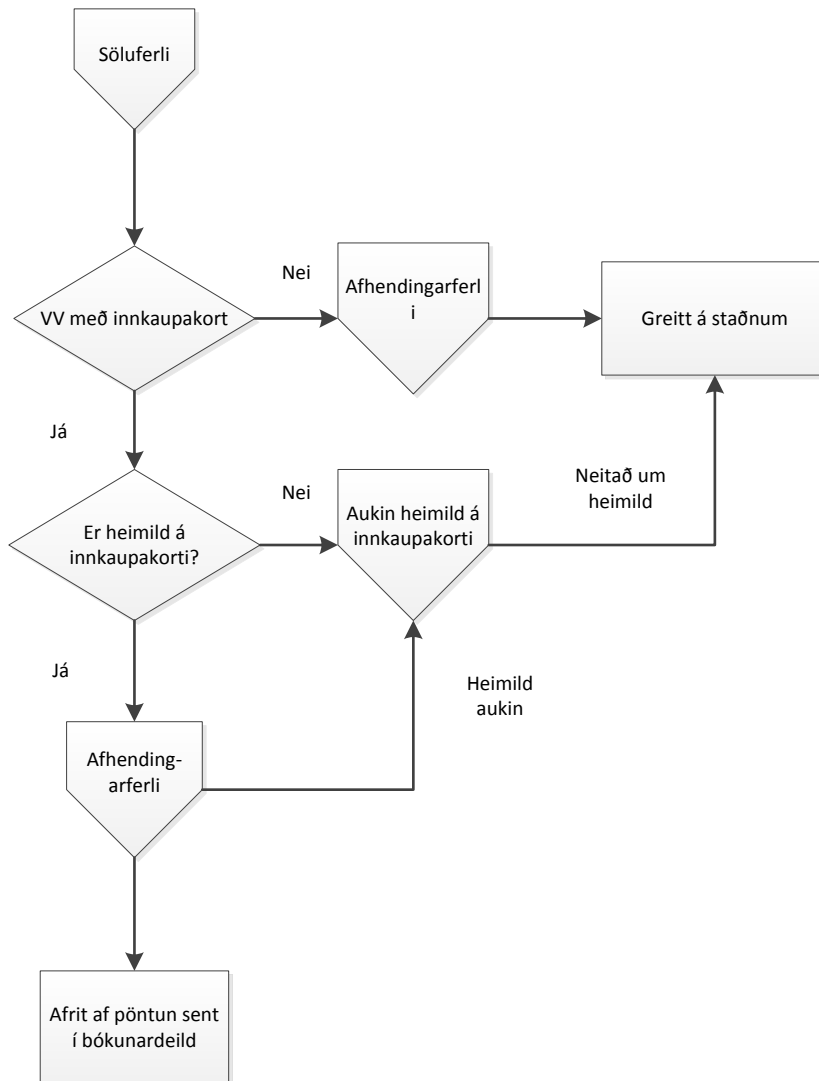 Söluferli
Nei
Afhendingarferl
i
VV með innkaupakort
Greitt á staðnum
Já
Nei
Neitað um
heimild
Er heimild á
innkaupakorti?
Aukin heimild á
innkaupakorti
Já
Heimild
aukin
Afhending-
arferli
Afrit af pöntun sent
í bókunardeild